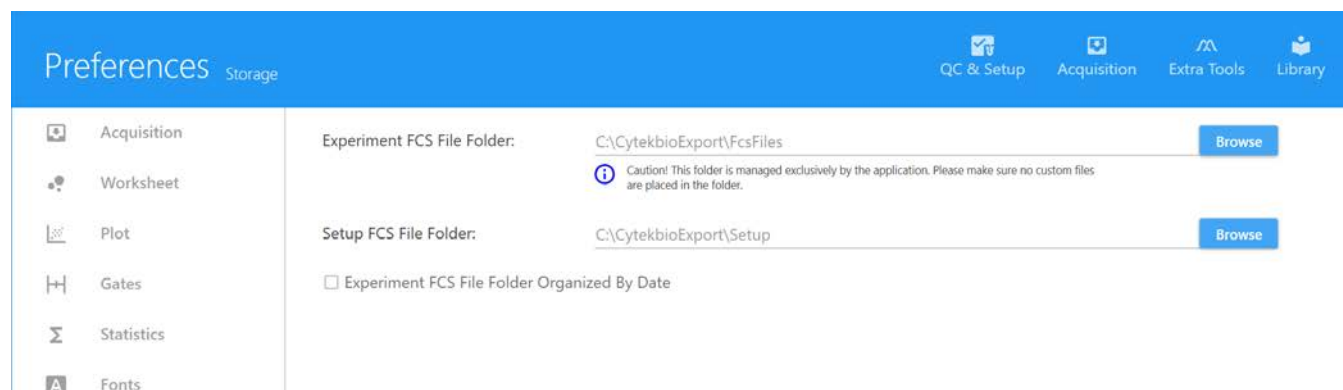 Preferences Storage
QC & Setup Acquisition Extra Tools Library
Acquisition
Worksheet
Plot
Gates
Statistics
Fonts
Experiment FCS File Folder: C:\CytekbioExport\FcsFiles Browse
Caution! This folder is managed exclusively by the application. Please make sure no custom files
are placed in the folder.
Setup FCS File Folder: C:\CytekbioExport\Setup Browse
Experiment FCS File Folder Organized By Date